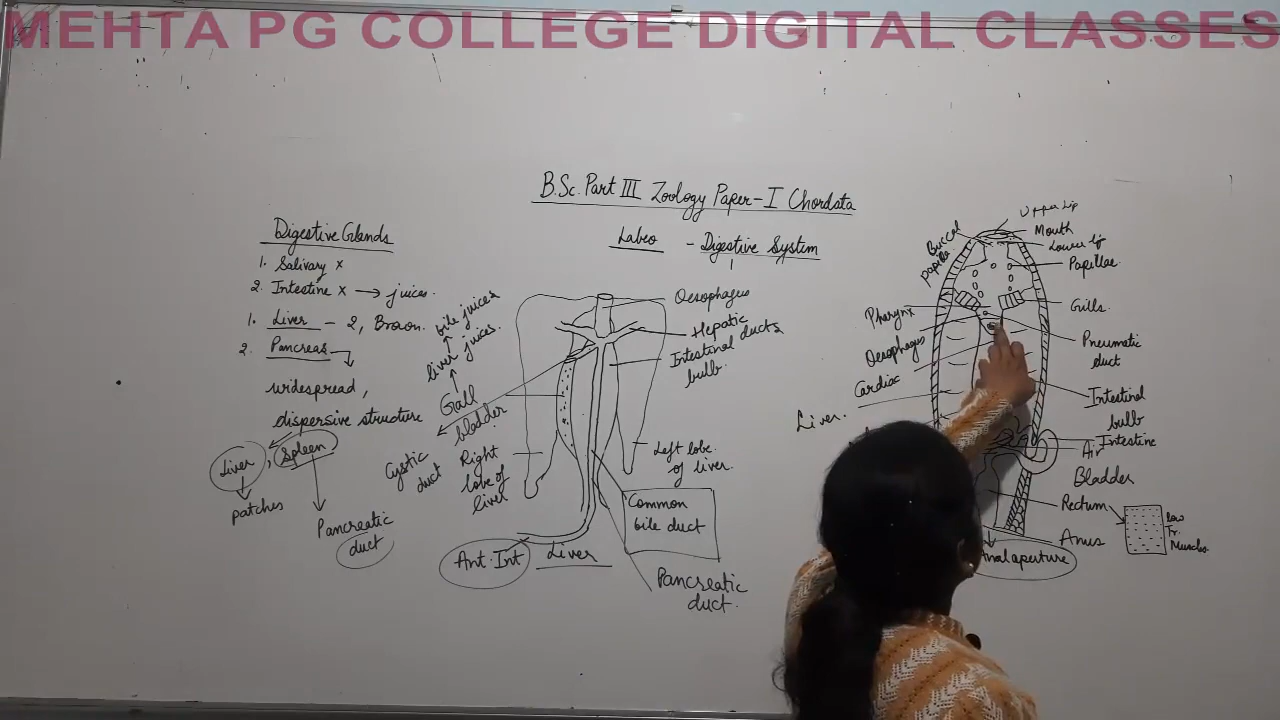 MEHTA PG COLLEGE DIGITAL CLASSES
B.Sc. Part III Zoology Paper-I Chordata
Labeo - Digestive System
Digestive Glands
1. Salivary x
2. Intestine x → juices.
1. Liver - 2, Brown.
2. Pancreas
widespread,
dispersive structure
Liver, Spleen
patches
Pancreatic
duct
bile juices
liver juices.
Gall
bladder
Cystic
duct
Right
lobe of
liver
Ant. Int
Liver
Oesophagus
Hepatic
ducts
Intestinal
bulb.
Left lobe
of liver.
Common
bile duct
Pancreatic
duct.
Upper lip
Mouth
Lower lip
Papillae
Buccal
papilla
Gills
Pharynx
Oesophagus
Cardiac
Liver.
Pneumatic
duct
Intestinal
bulb
Intestine
Air
Bladder
Rectum
Anus
Anal aperture
Muscles